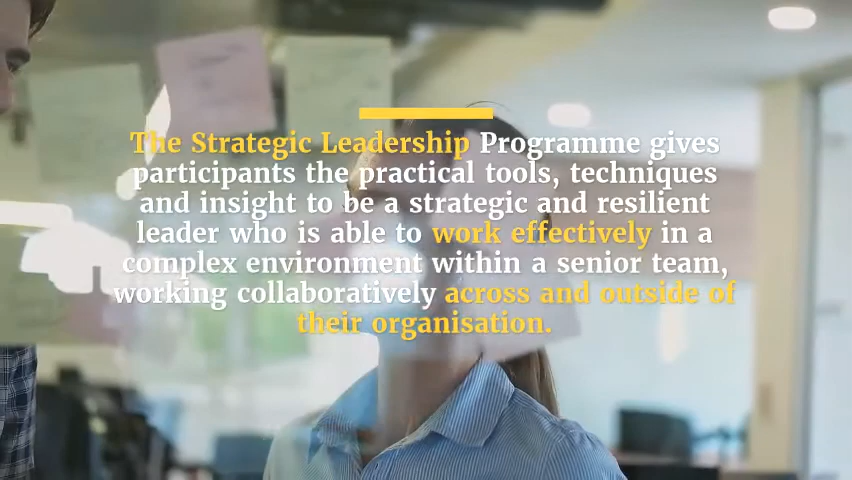 The Strategic Leadership Programme gives
participants the practical tools, techniques
and insight to be a strategic and resilient
leader who is able to work effectively in a
complex environment within a senior team,
working collaboratively across and outside of
their organisation.